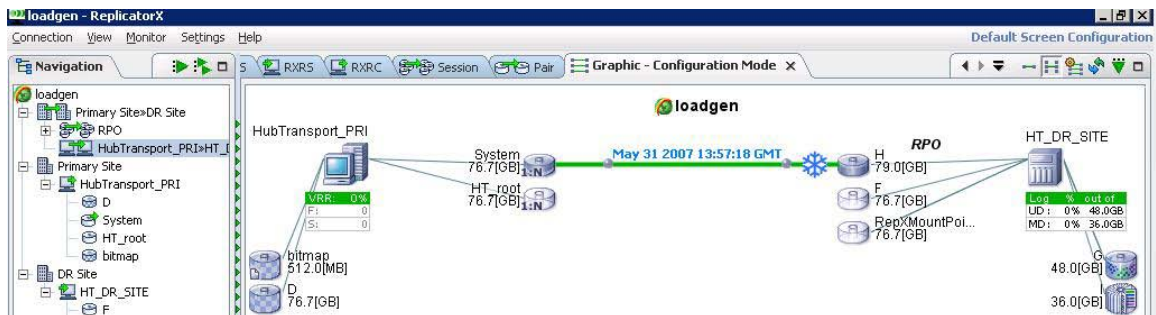 loadgen - ReplicatorX
Connection View Monitor Settings Help
Default Screen Configuration
Navigation
S RXRS RXRC Session Pair Graphic - Configuration Mode X
loadgen
Primary Site»DR Site
RPO
HubTransport_PRI»HT_D
Primary Site
HubTransport_PRI
D
System
HT_root
bitmap
DR Site
HT_DR_SITE
F
loadgen
HubTransport_PRI
VRR: 0%
F: 0
S: 0
bitmap
512.0[MB]
D
76.7[GB]
System
76.7[GB]
1:N
HT_root
76.7[GB]
1:N
May 31 2007 13:57:18 GMT
RPO
H
79.0[GB]
F
76.7[GB]
RepXMountPoi...
76.7[GB]
HT_DR_SITE
Log % out of
UD : 0% 48.0GB
MD : 0% 36.0GB
G
48.0[GB]
I
36.0[GB]